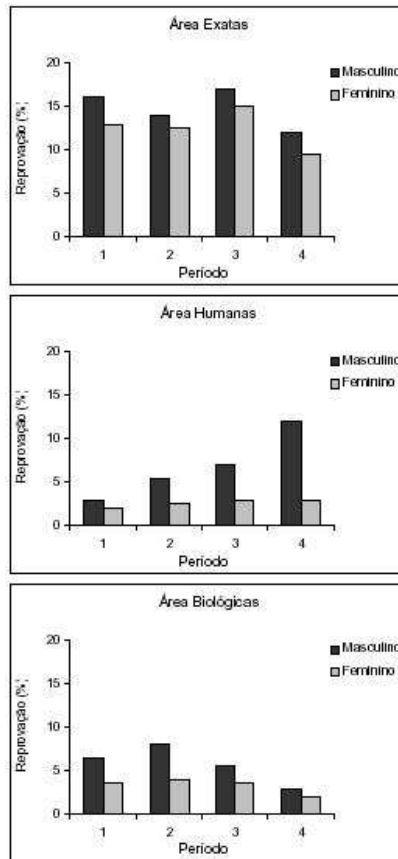 Área Exatas
20
15
10
5
0
Reprovação (%)
Masculino
Feminino
1 2 3 4
Período
Área Humanas
20
15
10
5
0
Reprovação (%)
Masculino
Feminino
1 2 3 4
Período
Área Biológicas
20
15
10
5
0
Reprovação (%)
Masculino
Feminino
1 2 3 4
Período